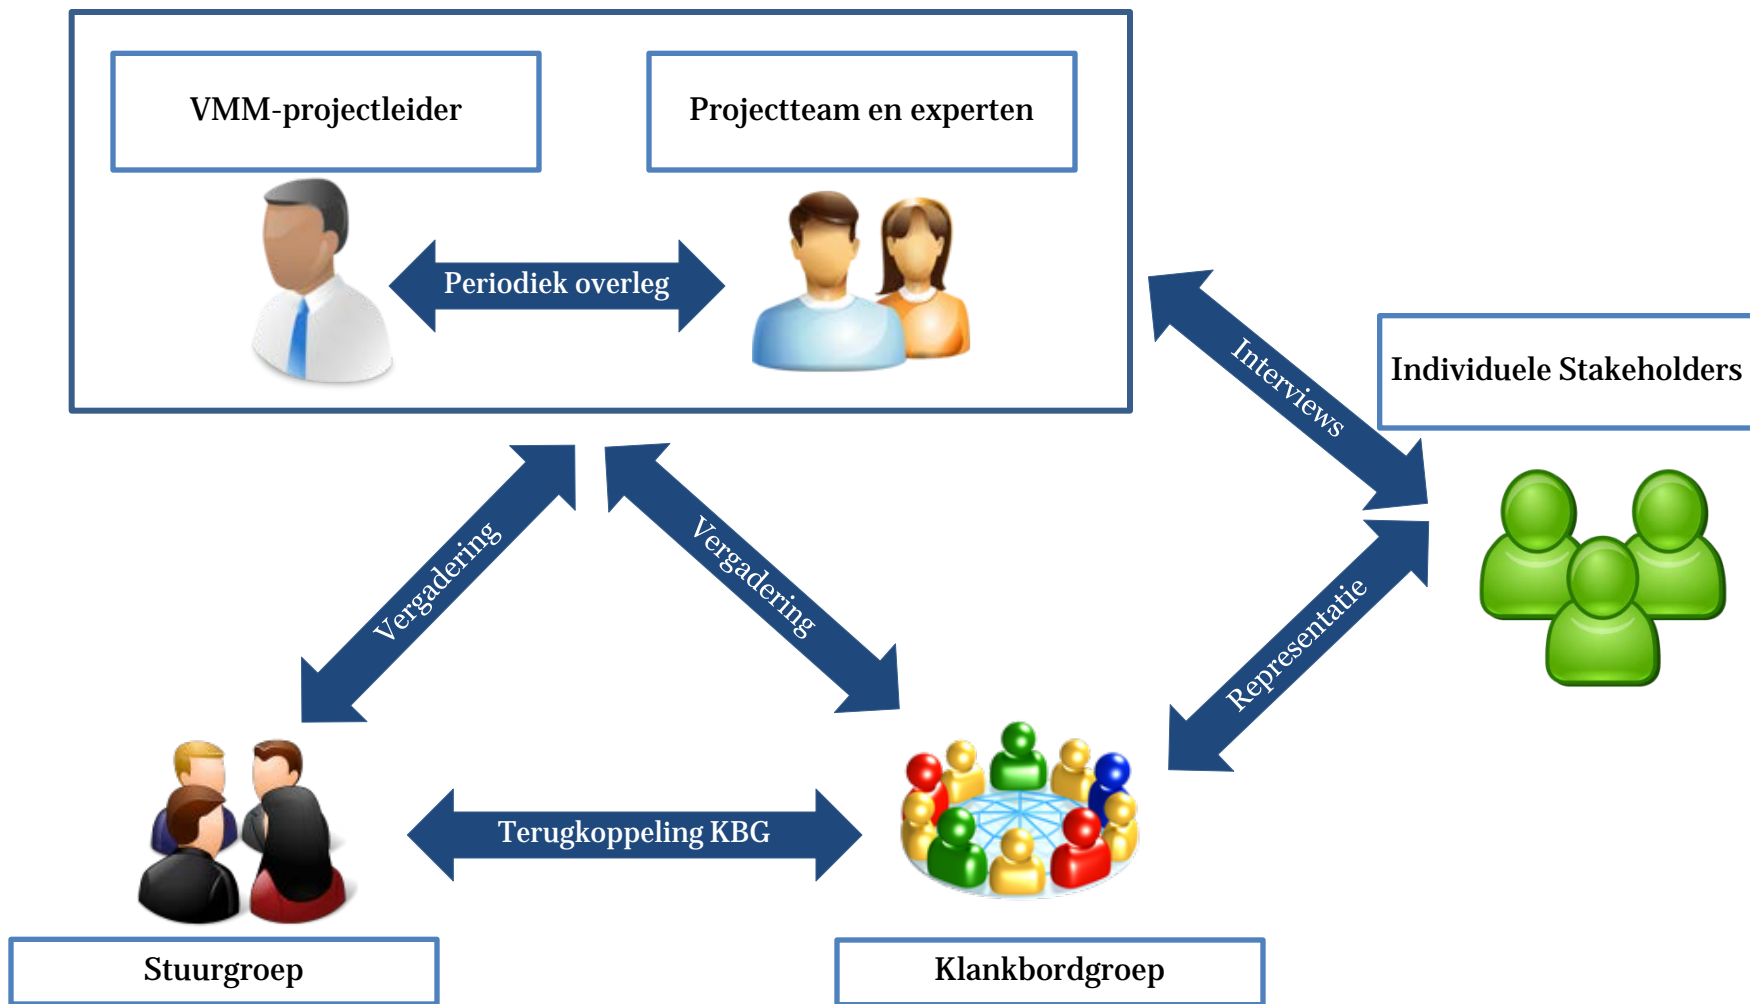 VMM-projectleider
Projectteam en experten
Periodiek overleg
Interviews
Individuele Stakeholders
Vergadering
Vergadering
Representatie
Terugkoppeling KBG
Stuurgroep
Klankbordgroep